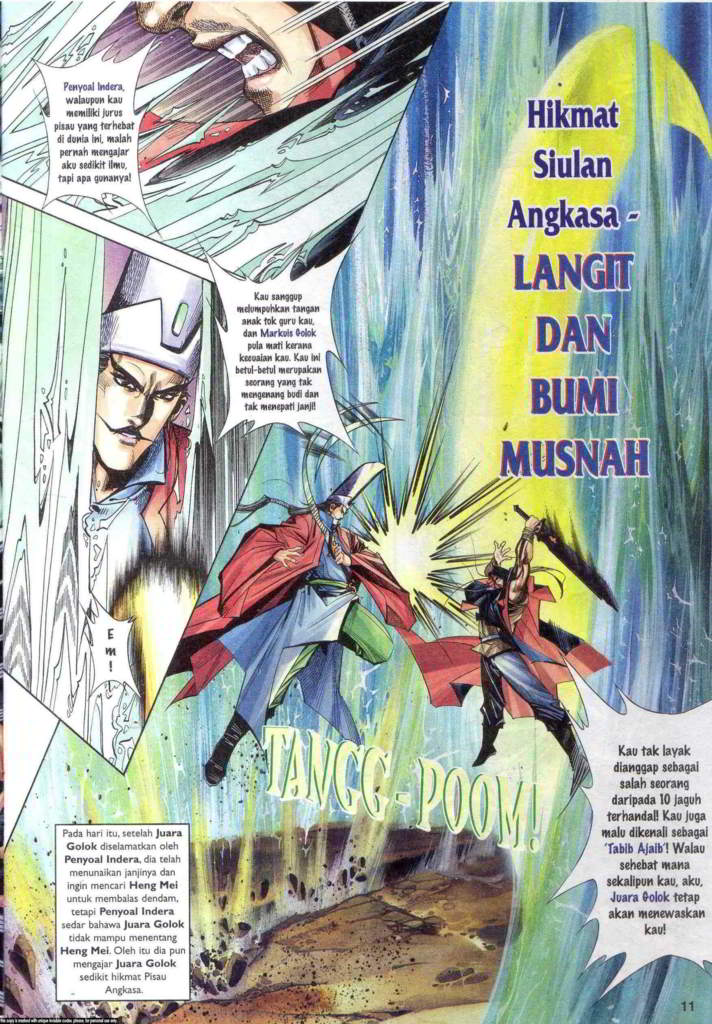 Penyoal Indera,
walaupun kau
memiliki jurus
pisau yang terhebat
di dunia ini, malah
pernah mengajar
aku sedikit ilmu,
tapi apa gunanya!
Hikmat
Siulan
Angkasa -
LANGIT
DAN
BUMI
MUSNAH
Kau sanggup
melumpuhkan tangan
anak tok guru kau,
dan Markuis Golok
pula mati kerana
kecuaian kau. Kau ini
betul-betul merupakan
seorang yang tak
mengenang budi dan
tak menepati janji!
E
m
!
TANGG - POOM!
Kau tak layak
dianggap sebagai
salah seorang
daripada 10 jaguh
terhandal! Kau juga
malu dikenali sebagai
'Tabib Ajaib'! Walau
sehebat mana
sekalipun kau, aku,
Juara Golok tetap
akan menewaskan
kau!
Pada hari itu, setelah Juara
Golok diselamatkan oleh
Penyoal Indera, dia telah
menunaikan janjinya dan
ingin mencari Heng Mei
untuk membalas dendam,
tetapi Penyoal Indera
sedar bahawa Juara Golok
tidak mampu menentang
Heng Mei. Oleh itu dia pun
mengajar Juara Golok
sedikit hikmat Pisau
Angkasa.
11